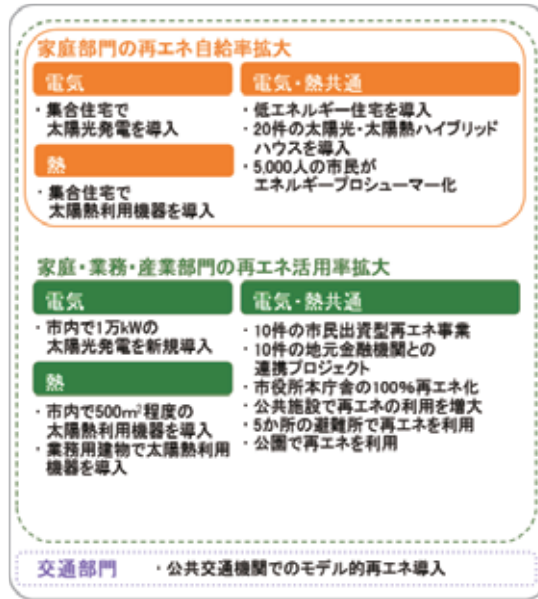 家庭部門の再エネ自給率拡大
電気
・集合住宅で
太陽光発電を導入
熱
・集合住宅で
太陽熱利用機器を導入
電気・熱共通
・低エネルギー住宅を導入
・20件の太陽光・太陽熱ハイブリッド
ハウスを導入
・5,000人の市民が
エネルギープロシューマー化
家庭・業務・産業部門の再エネ活用率拡大
電気
・市内で1万kWの
太陽光発電を新規導入
熱
・市内で500㎡程度の
太陽熱利用機器を導入
・業務用建物で太陽熱利用
機器を導入
電気・熱共通
・10件の市民出資型再エネ事業
・10件の地元金融機関との
連携プロジェクト
・市役所本庁舎の100%再エネ化
・公共施設で再エネの利用を増大
・5か所の避難所で再エネを利用
・公園で再エネを利用
交通部門 ・公共交通機関でのモデル的再エネ導入